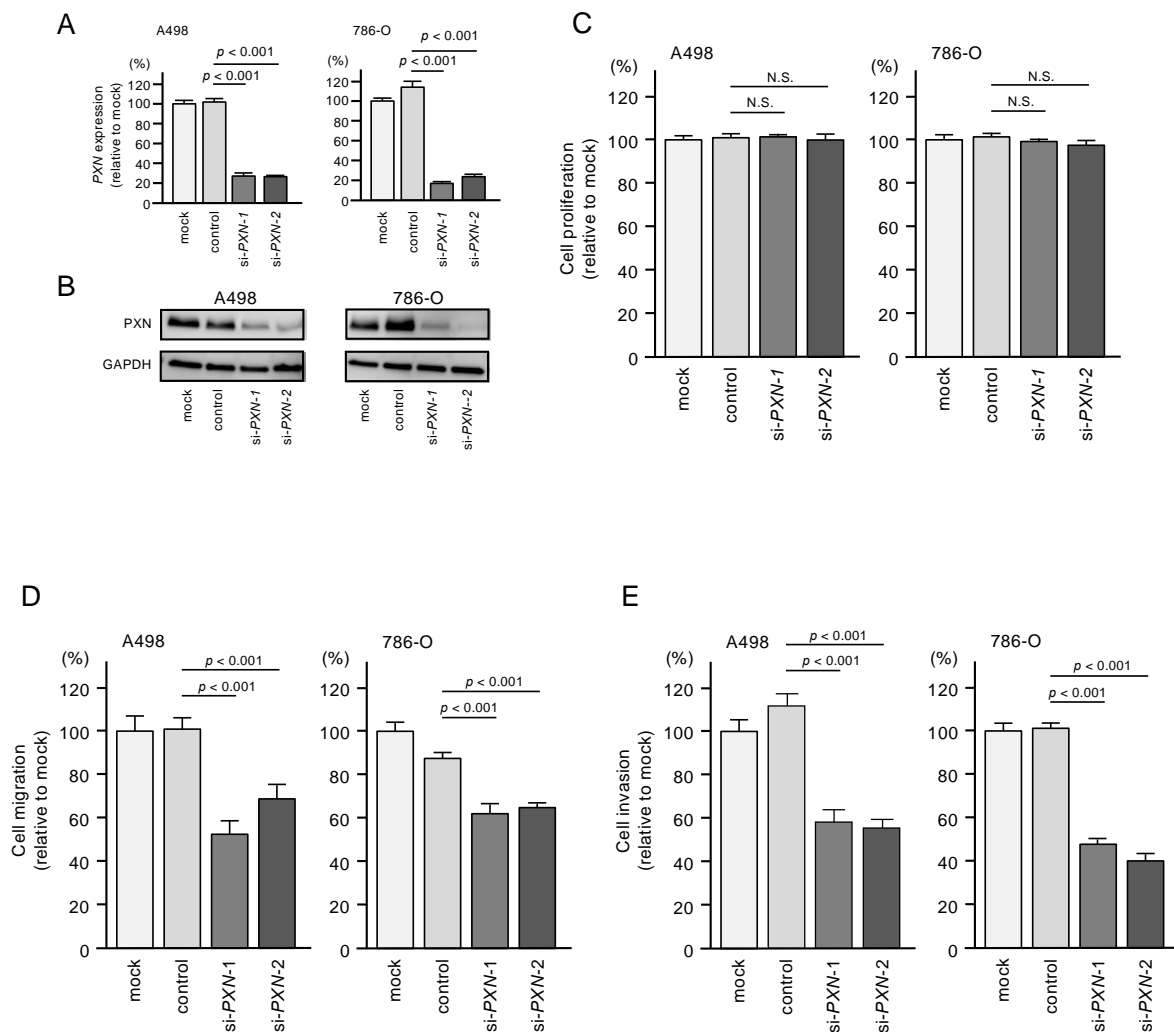 A
A498
786-O
p < 0.001
p < 0.001
p < 0.001
p < 0.001
(%)
(%)
PXN expression
(relative to mock)
120
100
80
60
40
20
0
120
100
80
60
40
20
0
mock
control
si-PXN-1
si-PXN-2
mock
control
si-PXN-1
si-PXN-2
B
A498
786-O
PXN
GAPDH
mock
control
si-PXN-1
si-PXN-2
mock
control
si-PXN-1
si-PXN--2
C
A498
786-O
(%)
(%)
N.S.
N.S.
N.S.
N.S.
Cell proliferation
(relative to mock)
120
100
80
60
40
20
0
120
100
80
60
40
20
0
mock
control
si-PXN-1
si-PXN-2
mock
control
si-PXN-1
si-PXN-2
D
A498
786-O
(%)
(%)
p < 0.001
p < 0.001
p < 0.001
p < 0.001
Cell migration
(relative to mock)
120
100
80
60
40
20
0
120
100
80
60
40
20
0
mock
control
si-PXN-1
si-PXN-2
mock
control
si-PXN-1
si-PXN-2
E
A498
786-O
(%)
(%)
p < 0.001
p < 0.001
p < 0.001
p < 0.001
Cell invasion
(relative to mock)
120
100
80
60
40
20
0
120
100
80
60
40
20
0
mock
control
si-PXN-1
si-PXN-2
mock
control
si-PXN-1
si-PXN-2